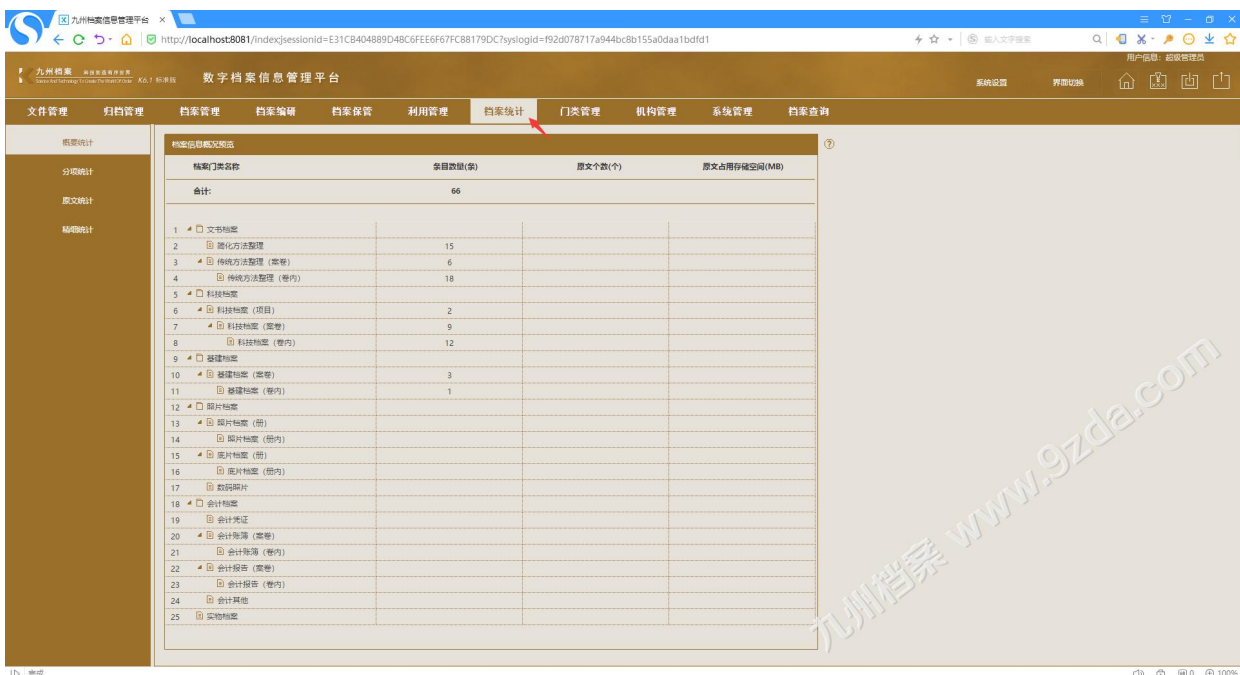 九州档案信息管理平台
http://localhost:8081/index;jsessionid=E31CB404889D48C6FEE6F67FC88179DC?syslogid=f92d078717a944bc8b155a0daa1bdfd1
输入文字搜索
用户信息: 超级管理员
九州档案 科技创造有序世界 K6.1 标准版 数字档案信息管理平台
系统设置 界面切换
文件管理 归档管理 档案管理 档案编研 档案保管 利用管理 档案统计 门类管理 机构管理 系统管理 档案查询
概要统计
分项统计
原文统计
精细统计
档案信息概况预览
档案门类名称 条目数量(条) 原文个数(个) 原文占用存储空间(MB)
合计: 66
1 文书档案
2 简化方法整理 15
3 传统方法整理（案卷） 6
4 传统方法整理（卷内） 18
5 科技档案
6 科技档案（项目） 2
7 科技档案（案卷） 9
8 科技档案（卷内） 12
9 基建档案
10 基建档案（案卷） 3
11 基建档案（卷内） 1
12 照片档案
13 照片档案（册）
14 照片档案（册内）
15 底片档案（册）
16 底片档案（册内）
17 数码照片
18 会计档案
19 会计凭证
20 会计账簿（案卷）
21 会计账簿（卷内）
22 会计报告（案卷）
23 会计报告（卷内）
24 会计其他
25 实物档案
九州档案 www.9zda.com
完成
0 100%